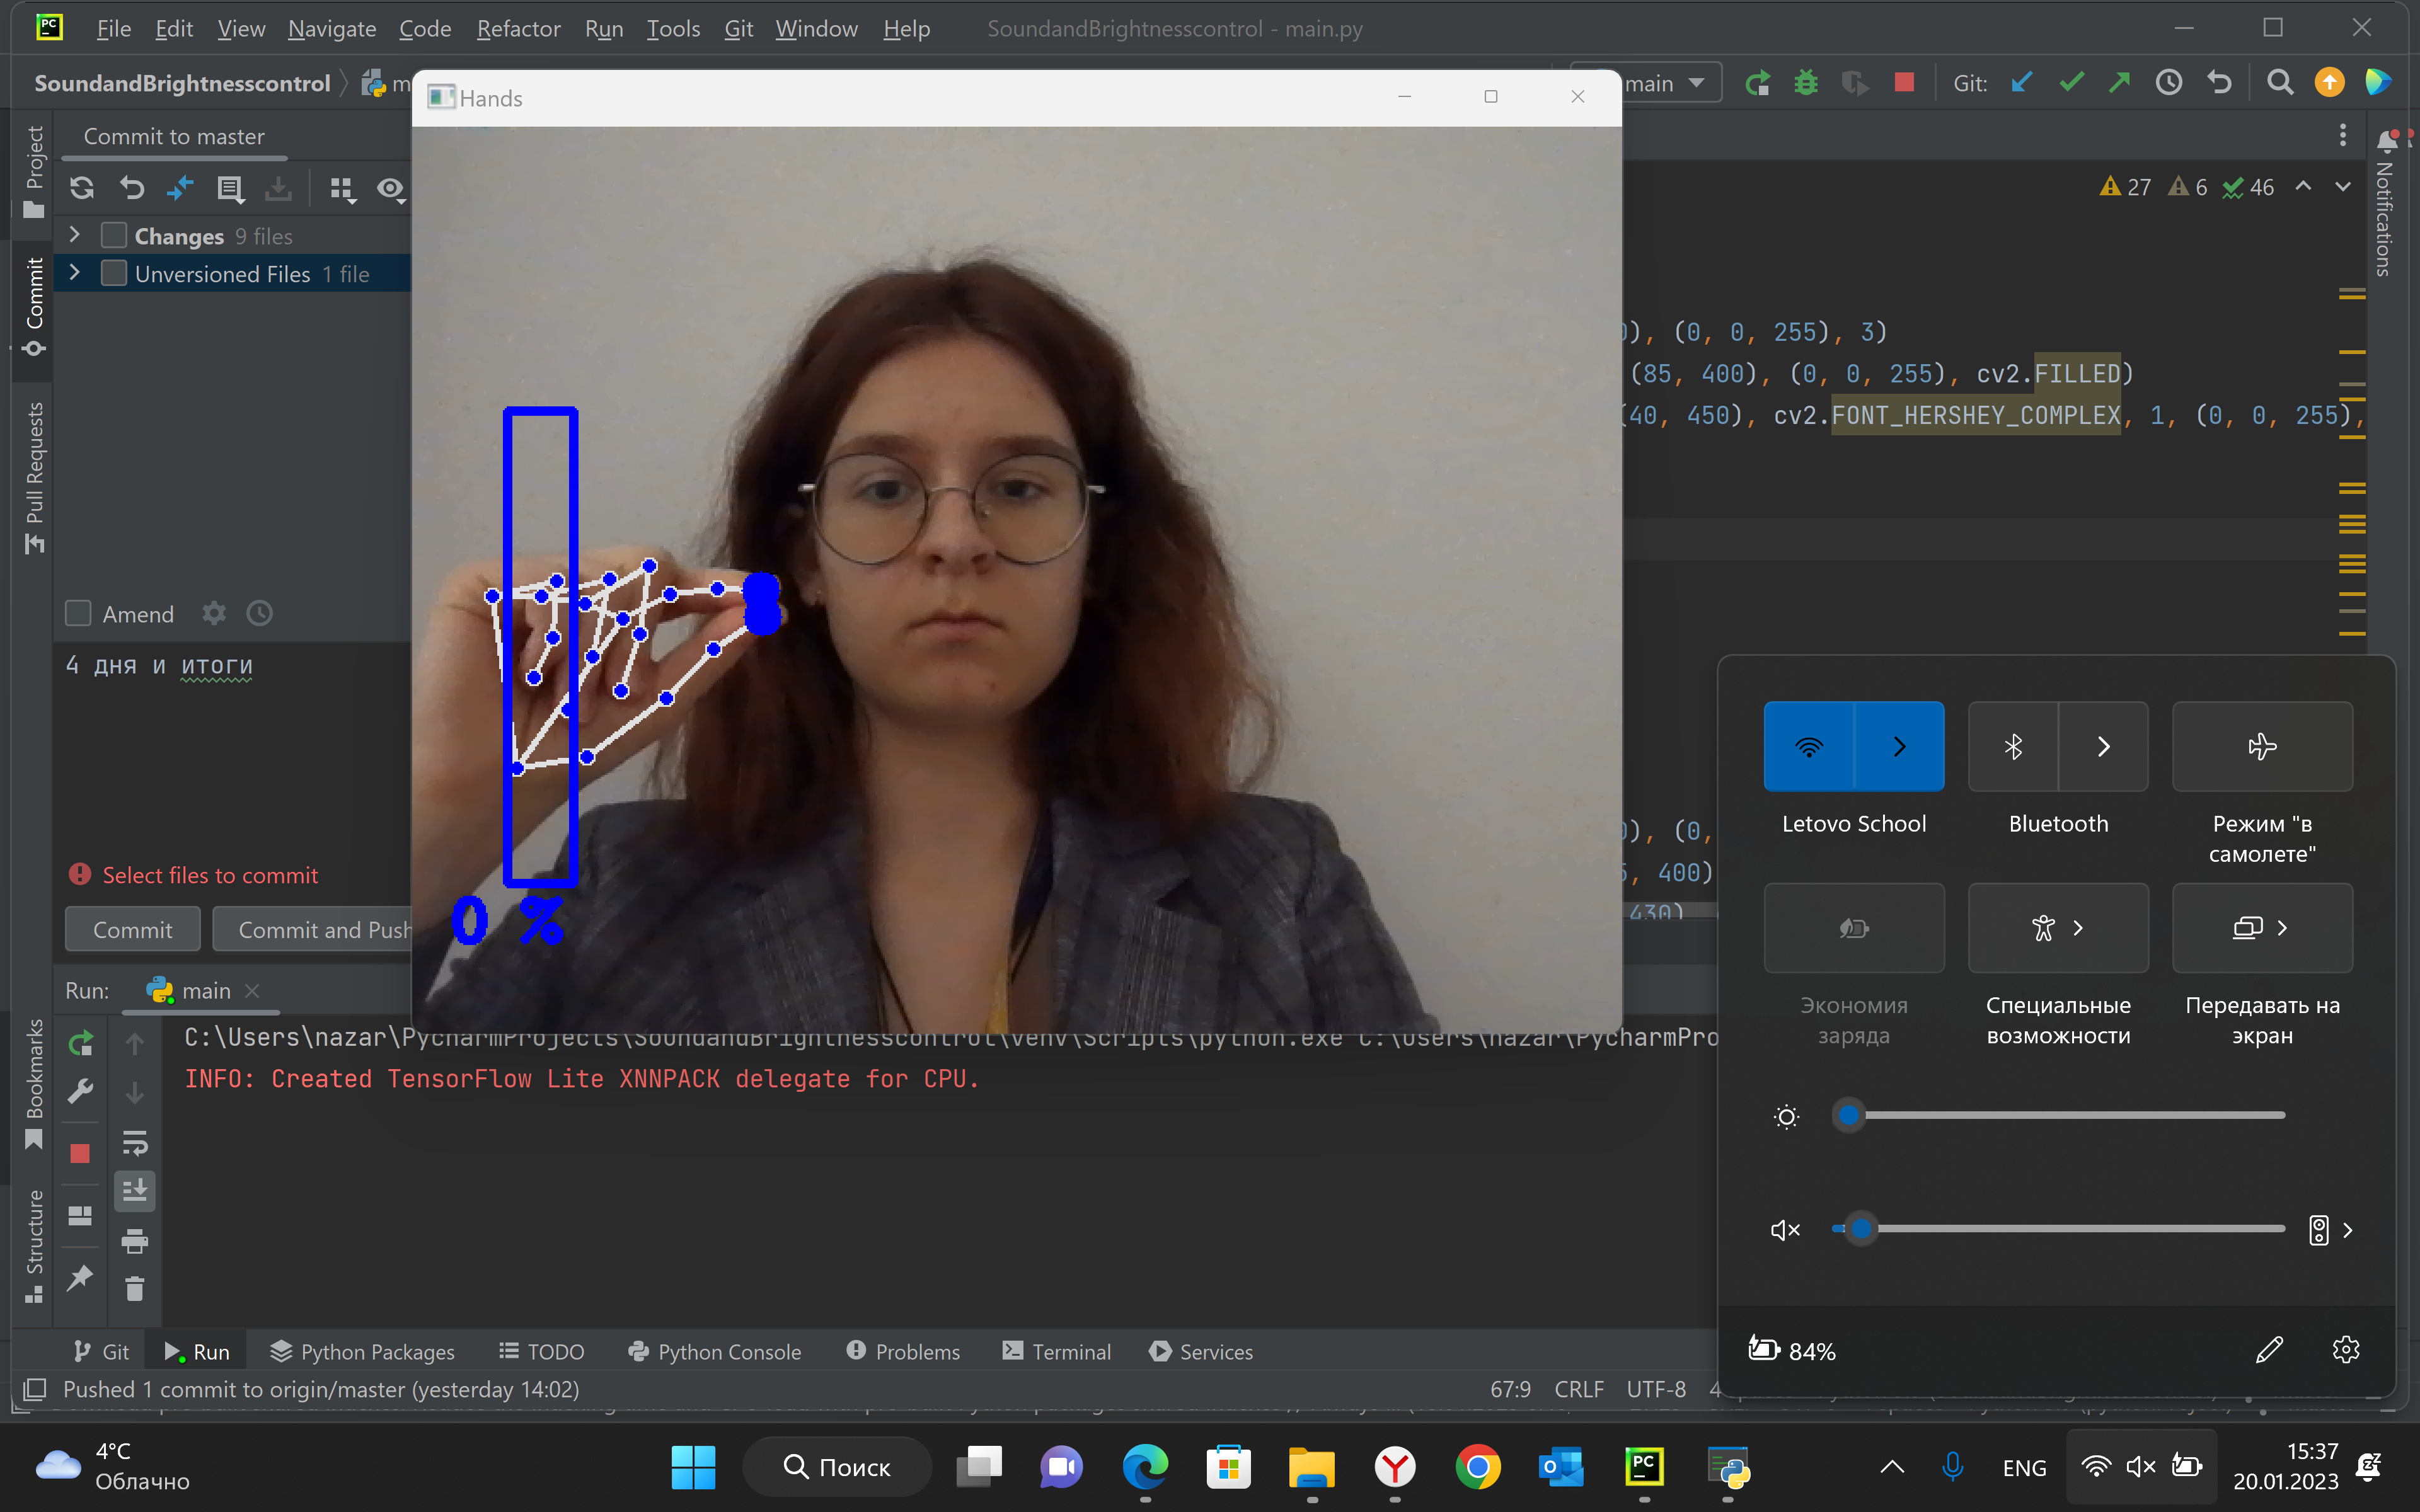 PC File Edit View Navigate Code Refactor Run Tools Git Window Help SoundandBrightnesscontrol - main.py
SoundandBrightnesscontrol
main Git:
Hands
Commit to master
Project
Changes 9 files
Unversioned Files 1 file
Commit
Pull Requests
27 6 46
Notifications
, (0, 0, 255), 3)
(85, 400), (0, 0, 255), cv2.FILLED)
(40, 450), cv2.FONT_HERSHEY_COMPLEX, 1, (0, 0, 255),
Amend
4 дня и итоги
Select files to commit
Commit Commit and Push
0 %
, (0,
, 400)
430)
Run: main
Bookmarks
Structure
C:\Users\nazar\PycharmProjects\SoundandBrightnesscontrol\venv\Scripts\python.exe C:\Users\nazar\PycharmPro
INFO: Created TensorFlow Lite XNNPACK delegate for CPU.
Letovo School
Bluetooth
Режим "в
самолете"
Экономия
заряда
Специальные
возможности
Передавать на
экран
84%
Git Run Python Packages TODO Python Console Problems Terminal Services
Pushed 1 commit to origin/master (yesterday 14:02) 67:9 CRLF UTF-8
4°C
Облачно
Поиск
PC
ENG
15:37
20.01.2023